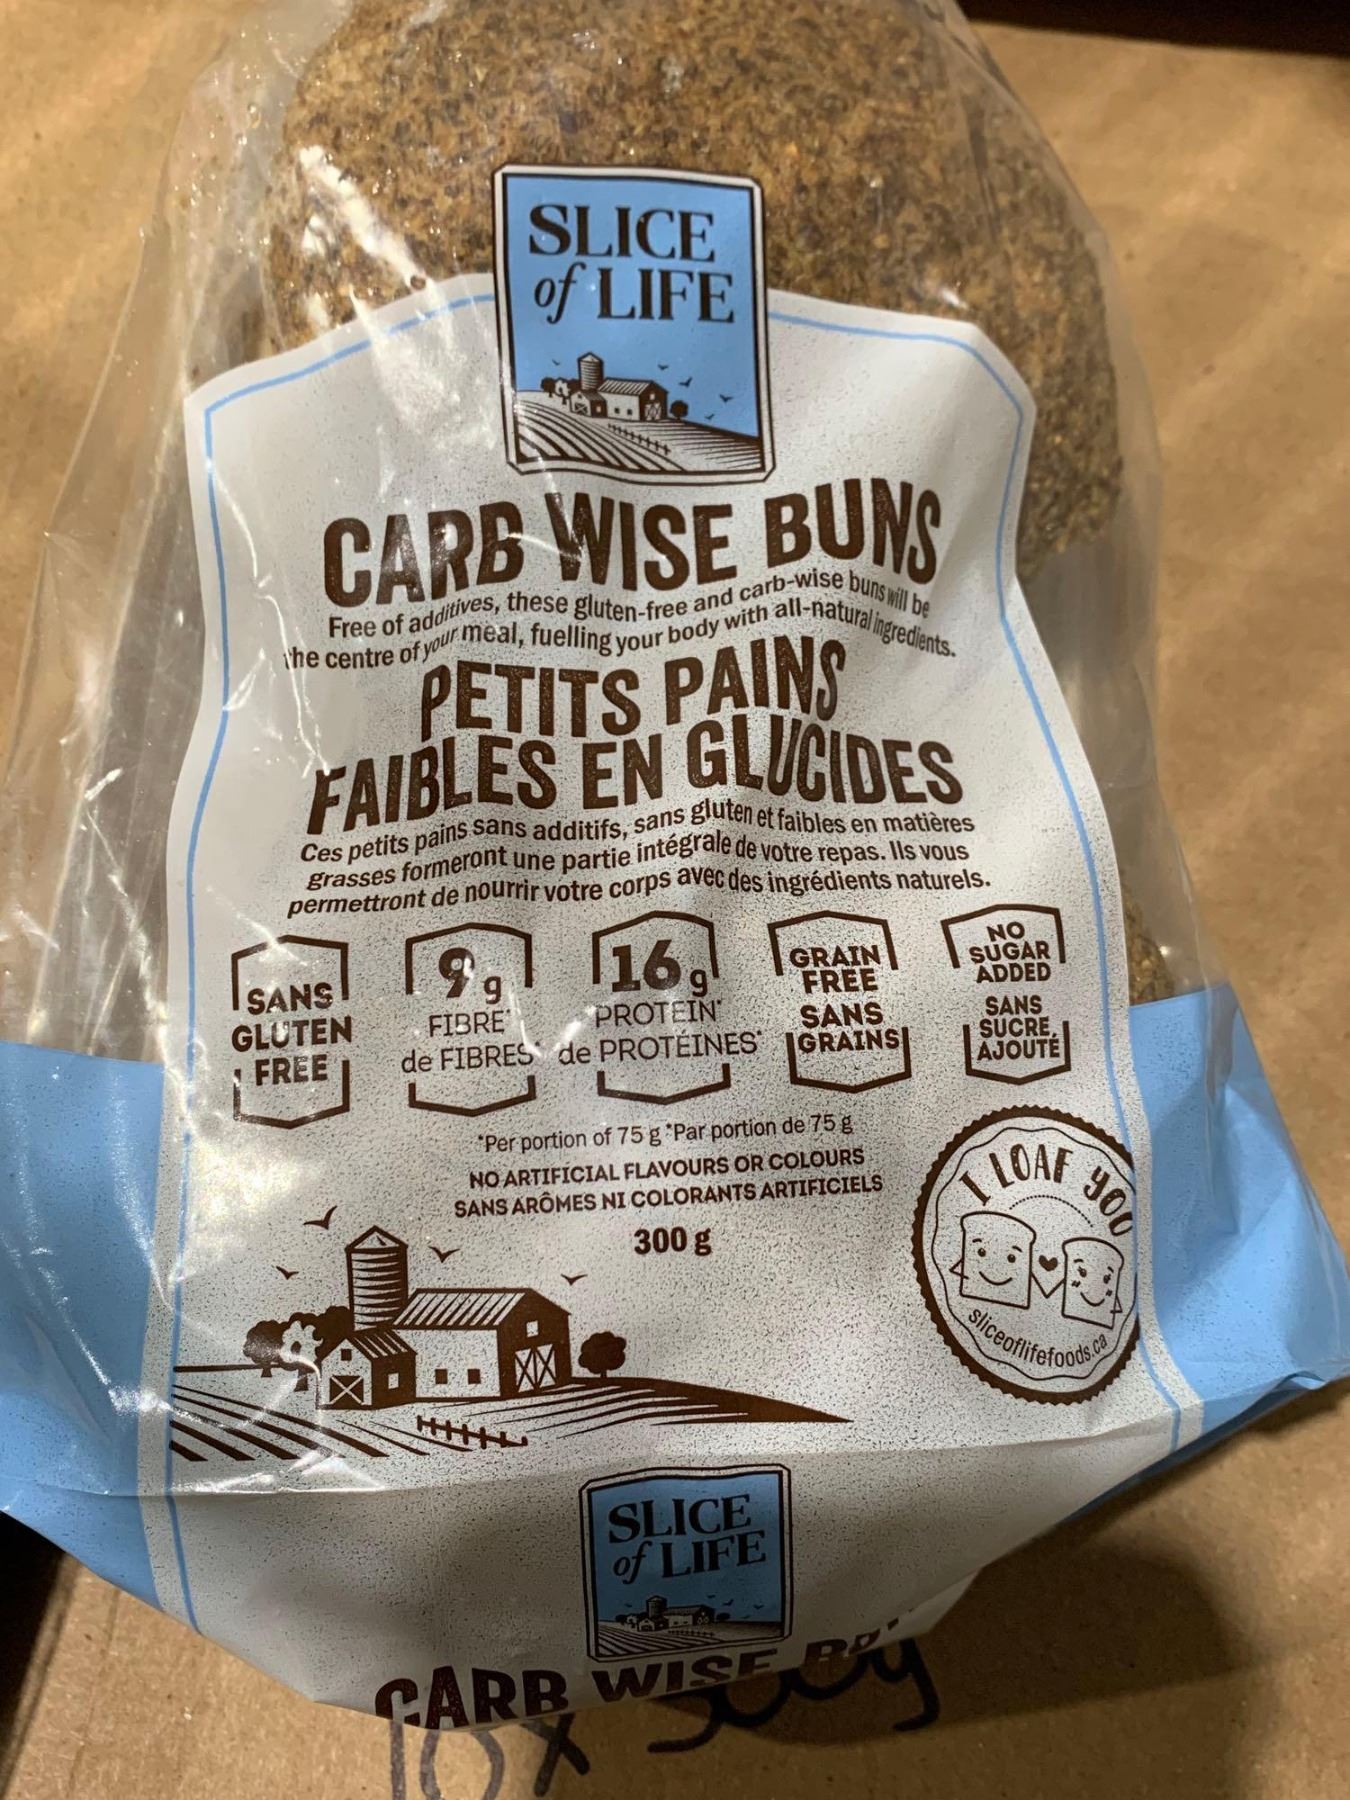 SLICE
of LIFE
CARB WISE BUNS
Free of additives, these gluten-free and carb-wise buns will be
the centre of your meal, fuelling your body with all-natural ingredients.
PETITS PAINS
FAIBLES EN GLUCIDES
Ces petits pains sans additifs, sans gluten et faibles en matières
grasses formeront une partie intégrale de votre repas. Ils vous
permettront de nourrir votre corps avec des ingrédients naturels.
SANS
GLUTEN
FREE
9 g
FIBRE*
de FIBRES*
16 g
PROTEIN*
de PROTÉINES*
GRAIN
FREE
SANS
GRAINS
NO
SUGAR
ADDED
SANS
SUCRE
AJOUTÉ
*Per portion of 75 g *Par portion de 75 g
NO ARTIFICIAL FLAVOURS OR COLOURS
SANS ARÔMES NI COLORANTS ARTIFICIELS
300 g
I LOAF YOU
sliceoflifefoods.ca
SLICE
of LIFE
CARB WISE
10 x 300g